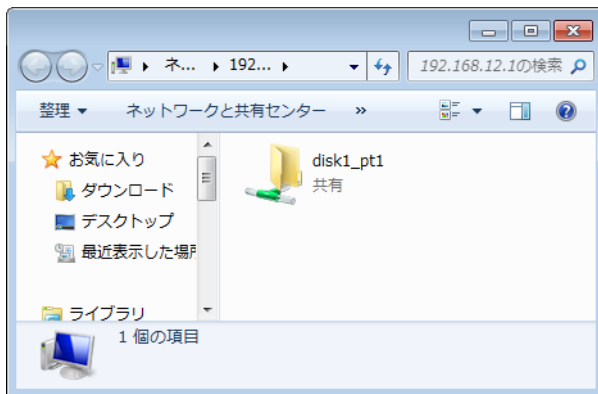 ネ... 192... 192.168.12.1の検索
整理 ネットワークと共有センター »
お気に入り
ダウンロード
デスクトップ
最近表示した場所
ライブラリ
disk1_pt1
共有
1 個の項目